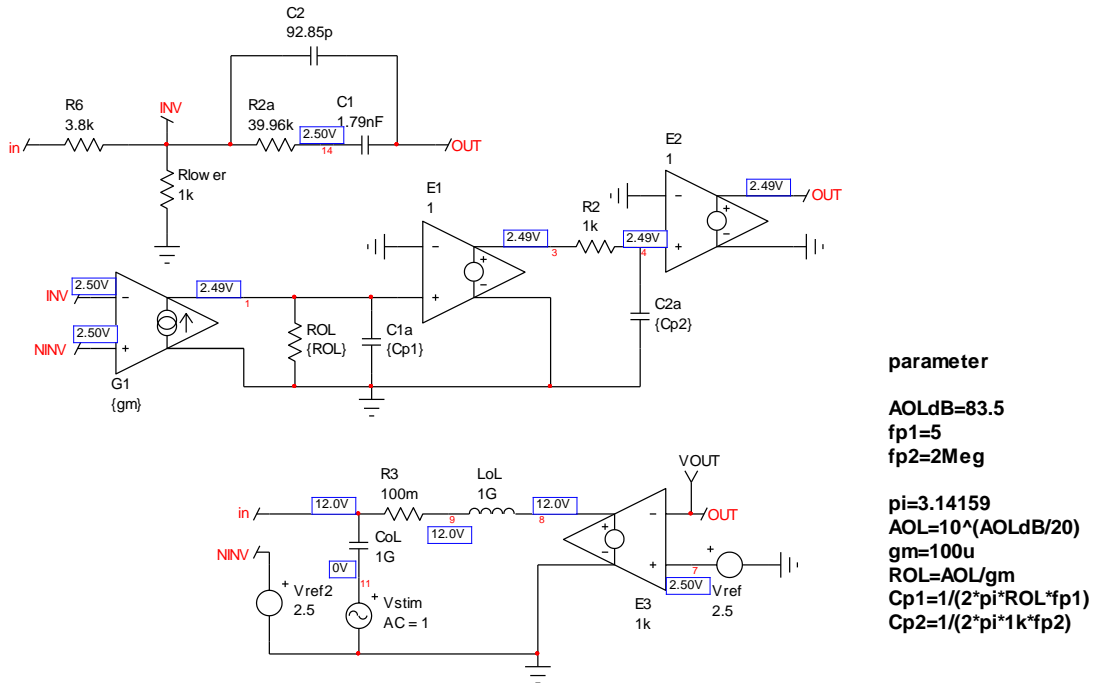 C2
92.85p
R6
3.8k
INV
R2a
39.96k
C1
1.79nF
2.50V
14
in
OUT
Rlower
1k
E2
1
2.49V
OUT
E1
1
R2
1k
2.49V
3
2.49V
4
2.50V
INV
2.49V
1
2.50V
NINV
G1
{gm}
ROL
{ROL}
C1a
{Cp1}
C2a
{Cp2}
parameter
AOLdB=83.5
fp1=5
fp2=2Meg
pi=3.14159
AOL=10^(AOLdB/20)
gm=100u
ROL=AOL/gm
Cp1=1/(2*pi*ROL*fp1)
Cp2=1/(2*pi*1k*fp2)
VOUT
R3
100m
LoL
1G
in
12.0V
12.0V
9
12.0V
8
OUT
NINV
CoL
1G
0V
11
Vref2
2.5
Vstim
AC = 1
7
2.50V
Vref
2.5
E3
1k